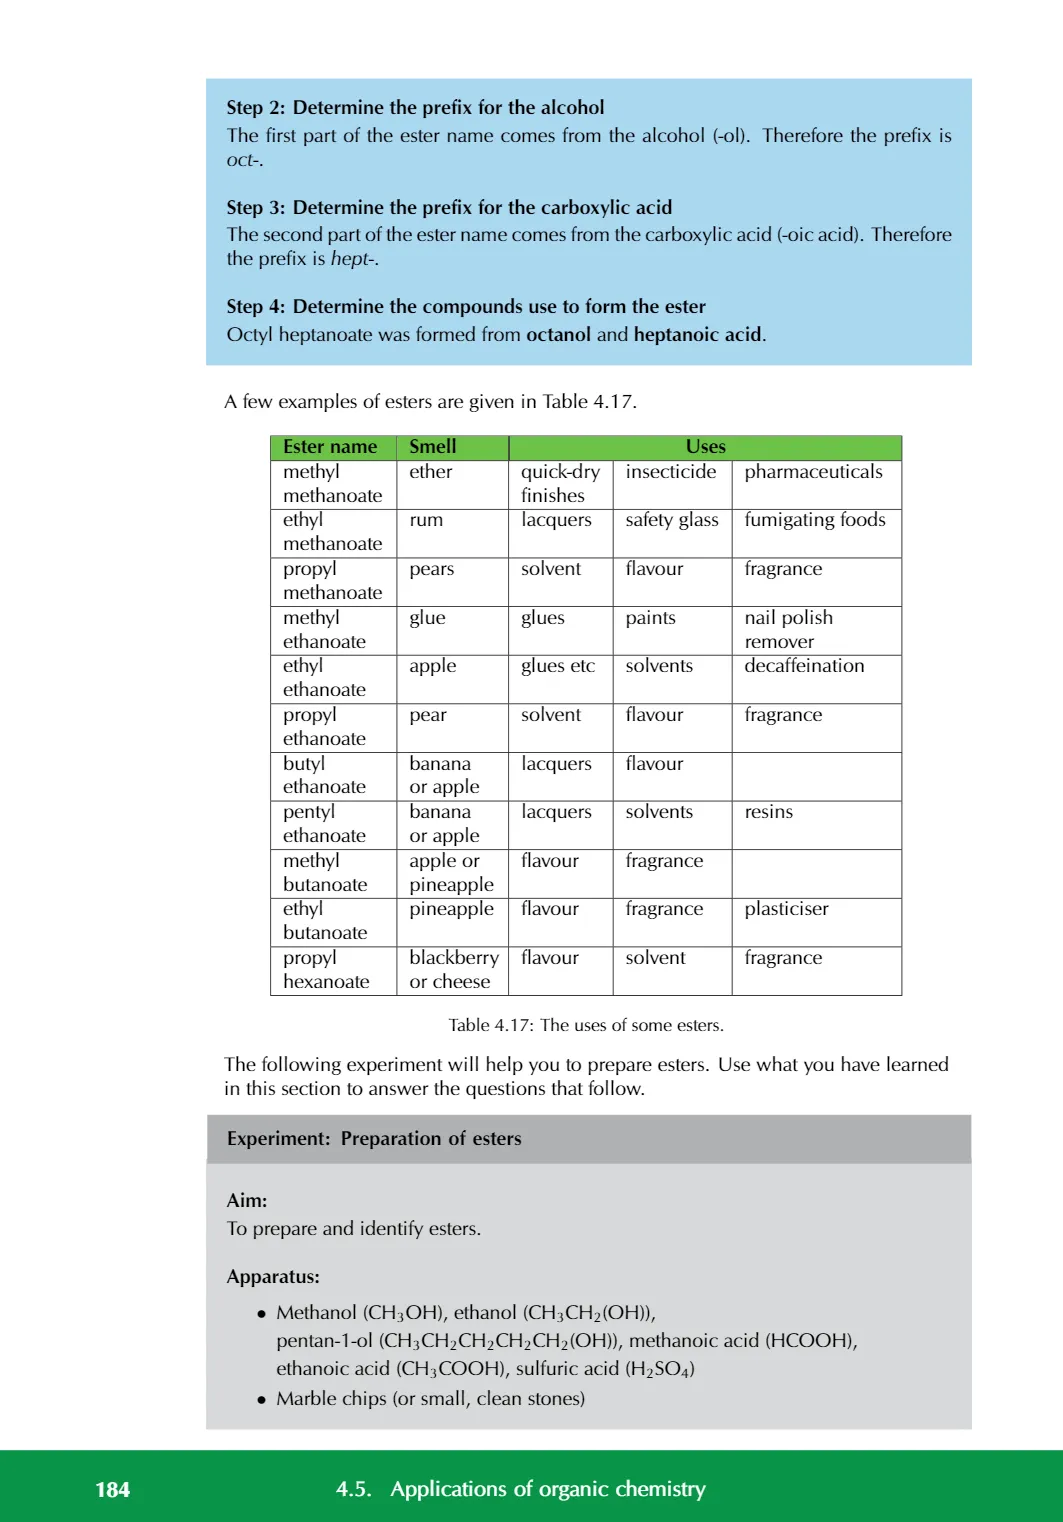 Step 2: Determine the prefix for the alcohol
The first part of the ester name comes from the alcohol (-ol). Therefore the prefix is
oct-.
Step 3: Determine the prefix for the carboxylic acid
The second part of the ester name comes from the carboxylic acid (-oic acid). Therefore
the prefix is hept-.
Step 4: Determine the compounds use to form the ester
Octyl heptanoate was formed from octanol and heptanoic acid.
A few examples of esters are given in Table 4.17.
Ester name Smell Uses
methyl ether quick-dry insecticide pharmaceuticals
methanoate finishes
ethyl rum lacquers safety glass fumigating foods
methanoate
propyl pears solvent flavour fragrance
methanoate
methyl glue glues paints nail polish
ethanoate remover
ethyl apple glues etc solvents decaffeination
ethanoate
propyl pear solvent flavour fragrance
ethanoate
butyl banana lacquers flavour
ethanoate or apple
pentyl banana lacquers solvents resins
ethanoate or apple
methyl apple or flavour fragrance
butanoate pineapple
ethyl pineapple flavour fragrance plasticiser
butanoate
propyl blackberry flavour solvent fragrance
hexanoate or cheese
Table 4.17: The uses of some esters.
The following experiment will help you to prepare esters. Use what you have learned
in this section to answer the questions that follow.
Experiment: Preparation of esters
Aim:
To prepare and identify esters.
Apparatus:
• Methanol (CH₃OH), ethanol (CH₃CH₂(OH)),
pentan-1-ol (CH₃CH₂CH₂CH₂CH₂(OH)), methanoic acid (HCOOH),
ethanoic acid (CH₃COOH), sulfuric acid (H₂SO₄)
• Marble chips (or small, clean stones)
184 4.5. Applications of organic chemistry